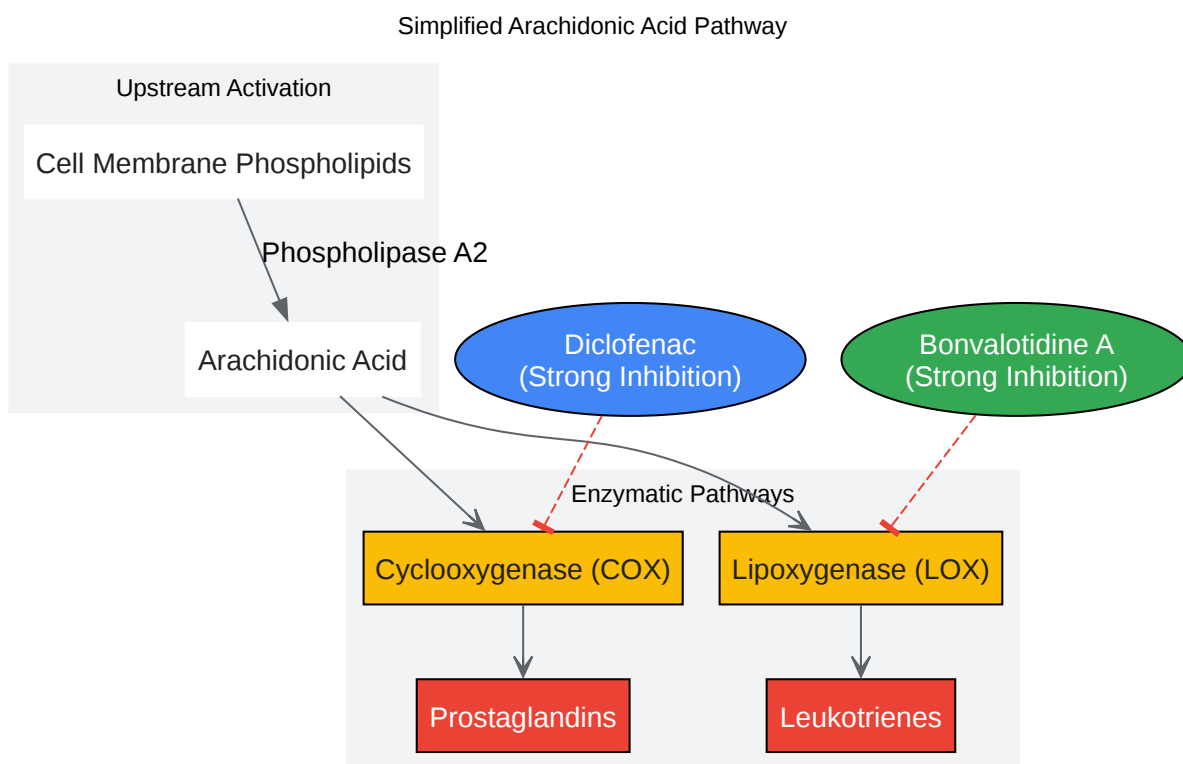 Simplified Arachidonic Acid Pathway
Upstream Activation
Cell Membrane Phospholipids
Phospholipase A2
Arachidonic Acid
Diclofenac
(Strong Inhibition)
Bonvalotidine A
(Strong Inhibition)
Enzymatic Pathways
Cyclooxygenase (COX)
Lipoxygenase (LOX)
Prostaglandins
Leukotrienes